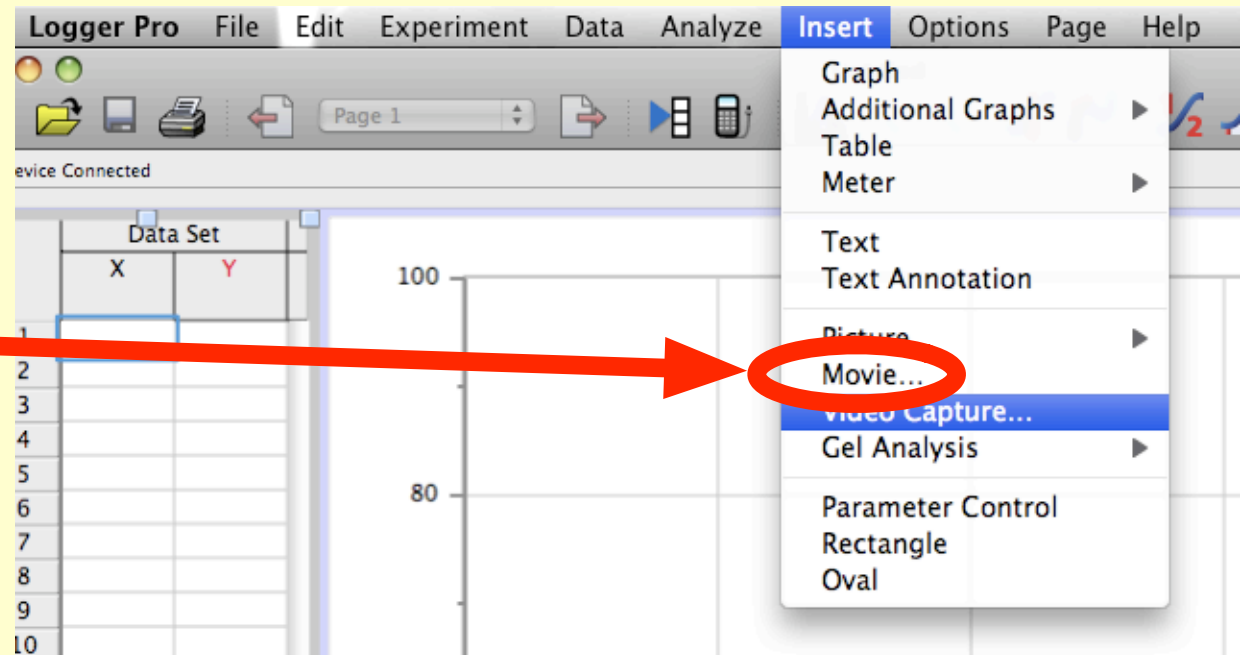 Logger Pro File Edit Experiment Data Analyze Insert Options Page Help
Page 1
evice Connected
Data Set
X Y
1
2
3
4
5
6
7
8
9
10
100
80
Graph
Additional Graphs
Table
Meter
Text
Text Annotation
Picture
Movie...
Video Capture...
Gel Analysis
Parameter Control
Rectangle
Oval